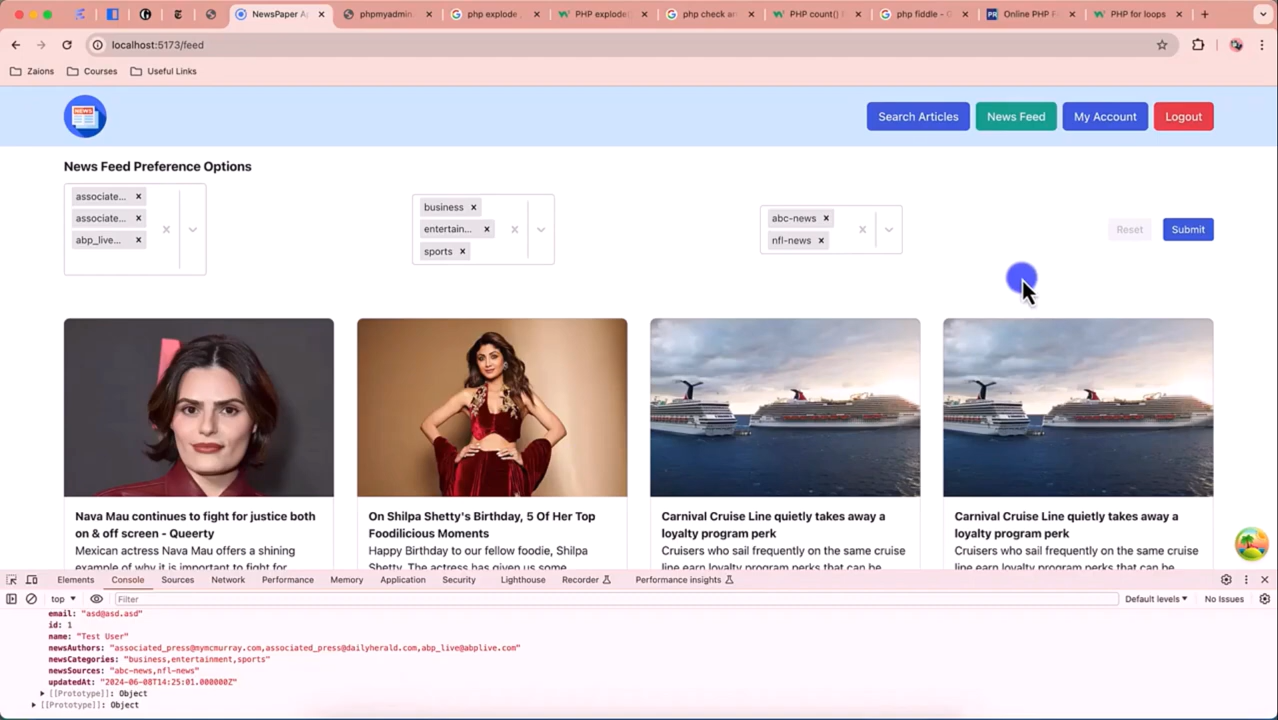 NewsPaper A
phpmyadmin
php explode
PHP explode(
php check ar
PHP count()
php fiddle - G
Online PHP
PHP for loops
localhost:5173/feed
Zaions
Courses
Useful Links
NEWS
Search Articles
News Feed
My Account
Logout
News Feed Preference Options
associate...
associate...
abp_live...
business
entertain...
sports
abc-news
nfl-news
Reset
Submit
Nava Mau continues to fight for justice both
on & off screen - Queerty
Mexican actress Nava Mau offers a shining
example of why it is important to fight for
On Shilpa Shetty's Birthday, 5 Of Her Top
Foodilicious Moments
Happy Birthday to our fellow foodie, Shilpa
Shetty. The actress has given us some
Carnival Cruise Line quietly takes away a
loyalty program perk
Cruisers who sail frequently on the same cruise
line earn loyalty program perks
Carnival Cruise Line quietly takes away a
loyalty program perk
Cruisers who sail frequently on the same cruise
line earn loyalty program perks
Elements
Console
Sources
Network
Performance
Memory
Application
Security
Lighthouse
Recorder
Performance insights
top
Filter
Default levels
No Issues
email: "asd@asd.asd"
id: 1
name: "Test User"
newsAuthors: "associated_press@mymcmurray.com,associated_press@dailyherald.com,abp_live@abplive.com"
newsCategories: "business,entertainment,sports"
newsSources: "abc-news,nfl-news"
updatedAt: "2024-06-08T14:25:01.000000Z"
[[Prototype]]: Object
[[Prototype]]: Object